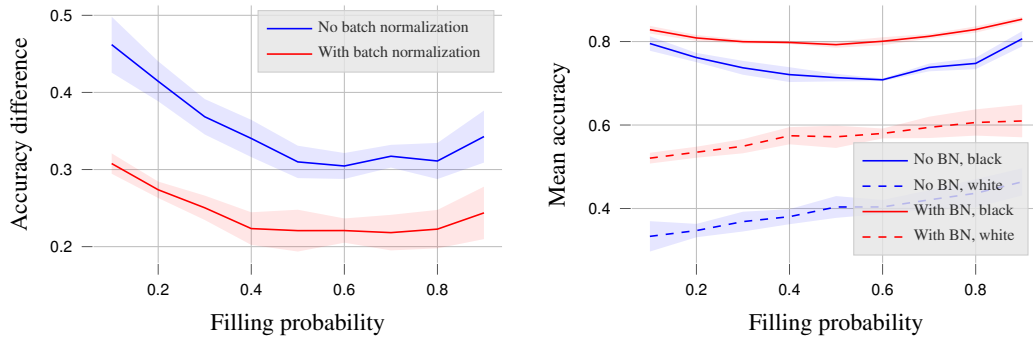 0.5
0.4
0.3
0.2
0.2
0.4
0.6
0.8
Accuracy difference
Filling probability
No batch normalization
With batch normalization
0.8
0.6
0.4
0.2
0.4
0.6
0.8
Mean accuracy
Filling probability
No BN, black
No BN, white
With BN, black
With BN, white